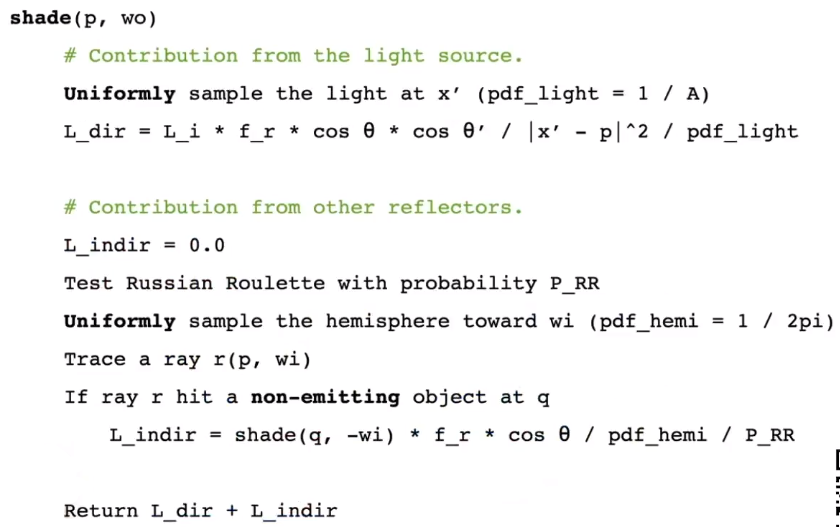 shade(p, wo)
# Contribution from the light source.
Uniformly sample the light at x′ (pdf_light = 1 / A)
L_dir = L_i * f_r * cos θ * cos θ′ / |x′ - p|^2 / pdf_light
# Contribution from other reflectors.
L_indir = 0.0
Test Russian Roulette with probability P_RR
Uniformly sample the hemisphere toward wi (pdf_hemi = 1 / 2pi)
Trace a ray r(p, wi)
If ray r hit a non-emitting object at q
L_indir = shade(q, -wi) * f_r * cos θ / pdf_hemi / P_RR
Return L_dir + L_indir